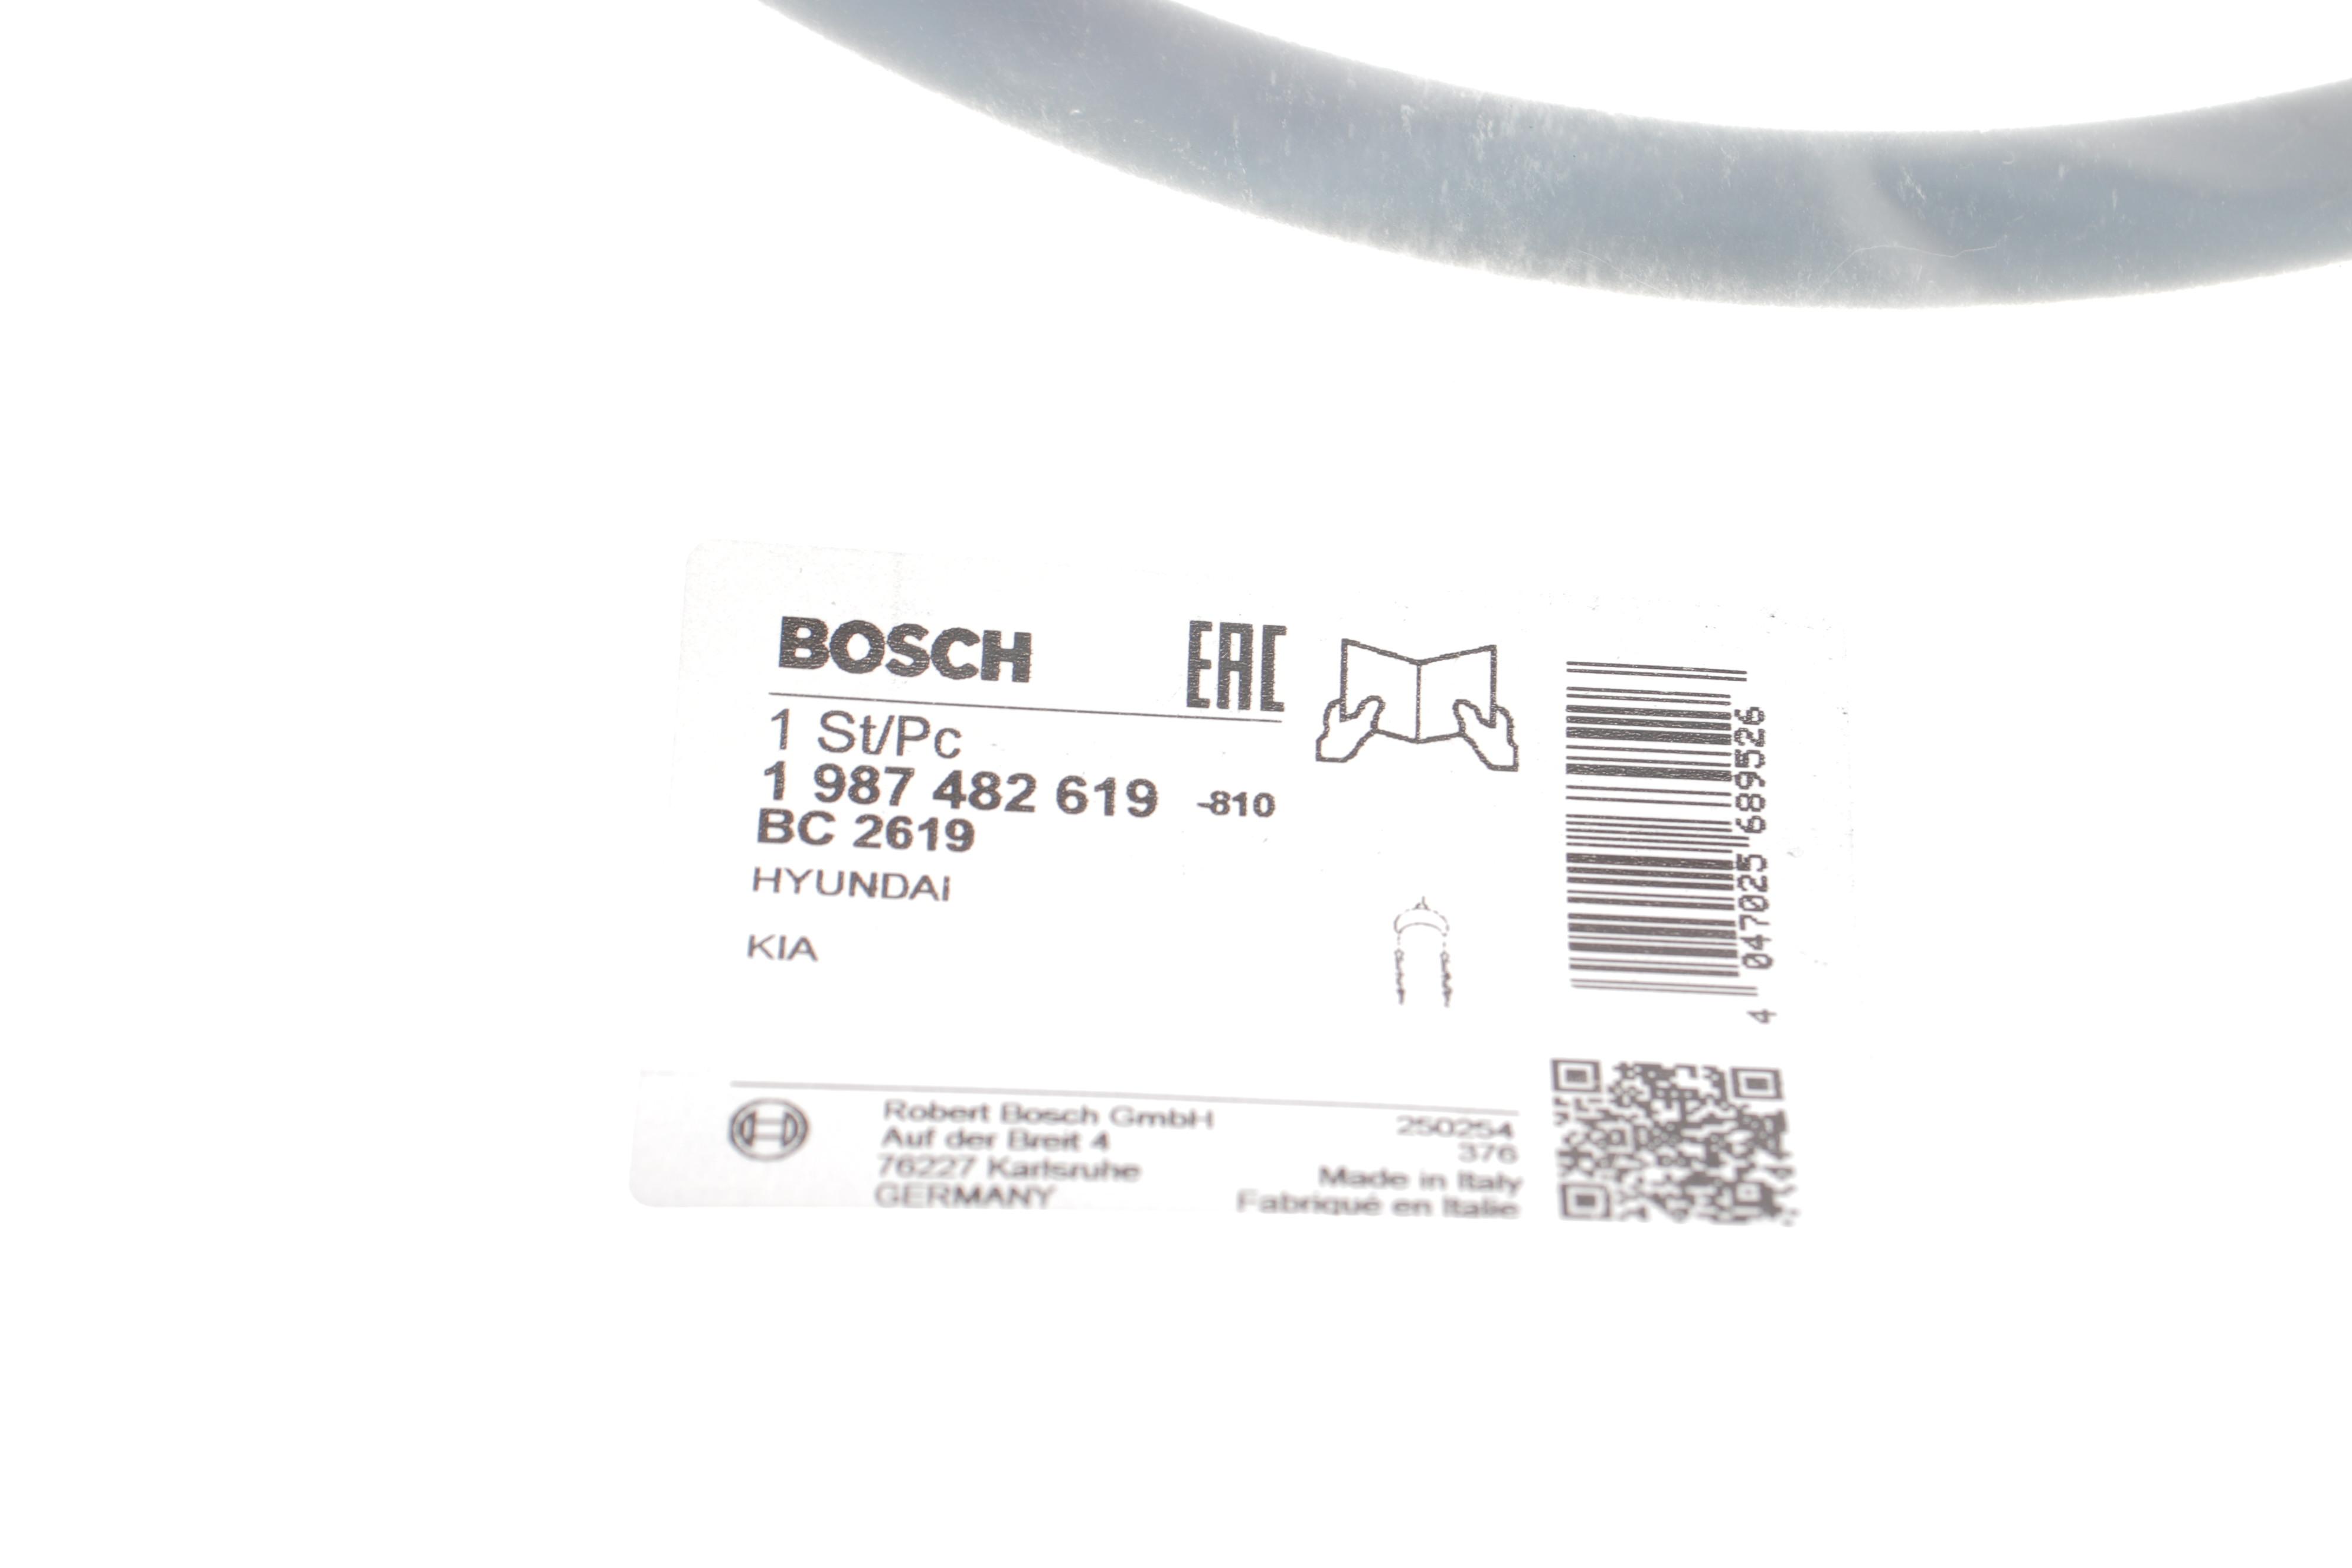 BOSCH
EAC
1 St/Pc
1 987 482 619 -810
BC 2619
HYUNDAi
KIA
4 047025 689526
Robert Bosch GmbH
Auf der Breit 4
76227 Karlsruhe
GERMANY
250254
376
Made in Italy
Fabriqué en Italie